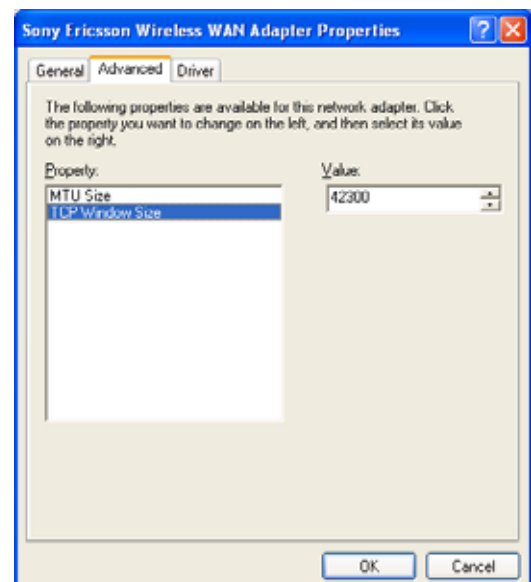 Sony Ericsson Wireless WAN Adapter Properties
General Advanced Driver
The following properties are available for this network adapter. Click
the property you want to change on the left, and then select its value
on the right.
Property: Value:
MTU Size 42300
TCP Window Size
OK Cancel